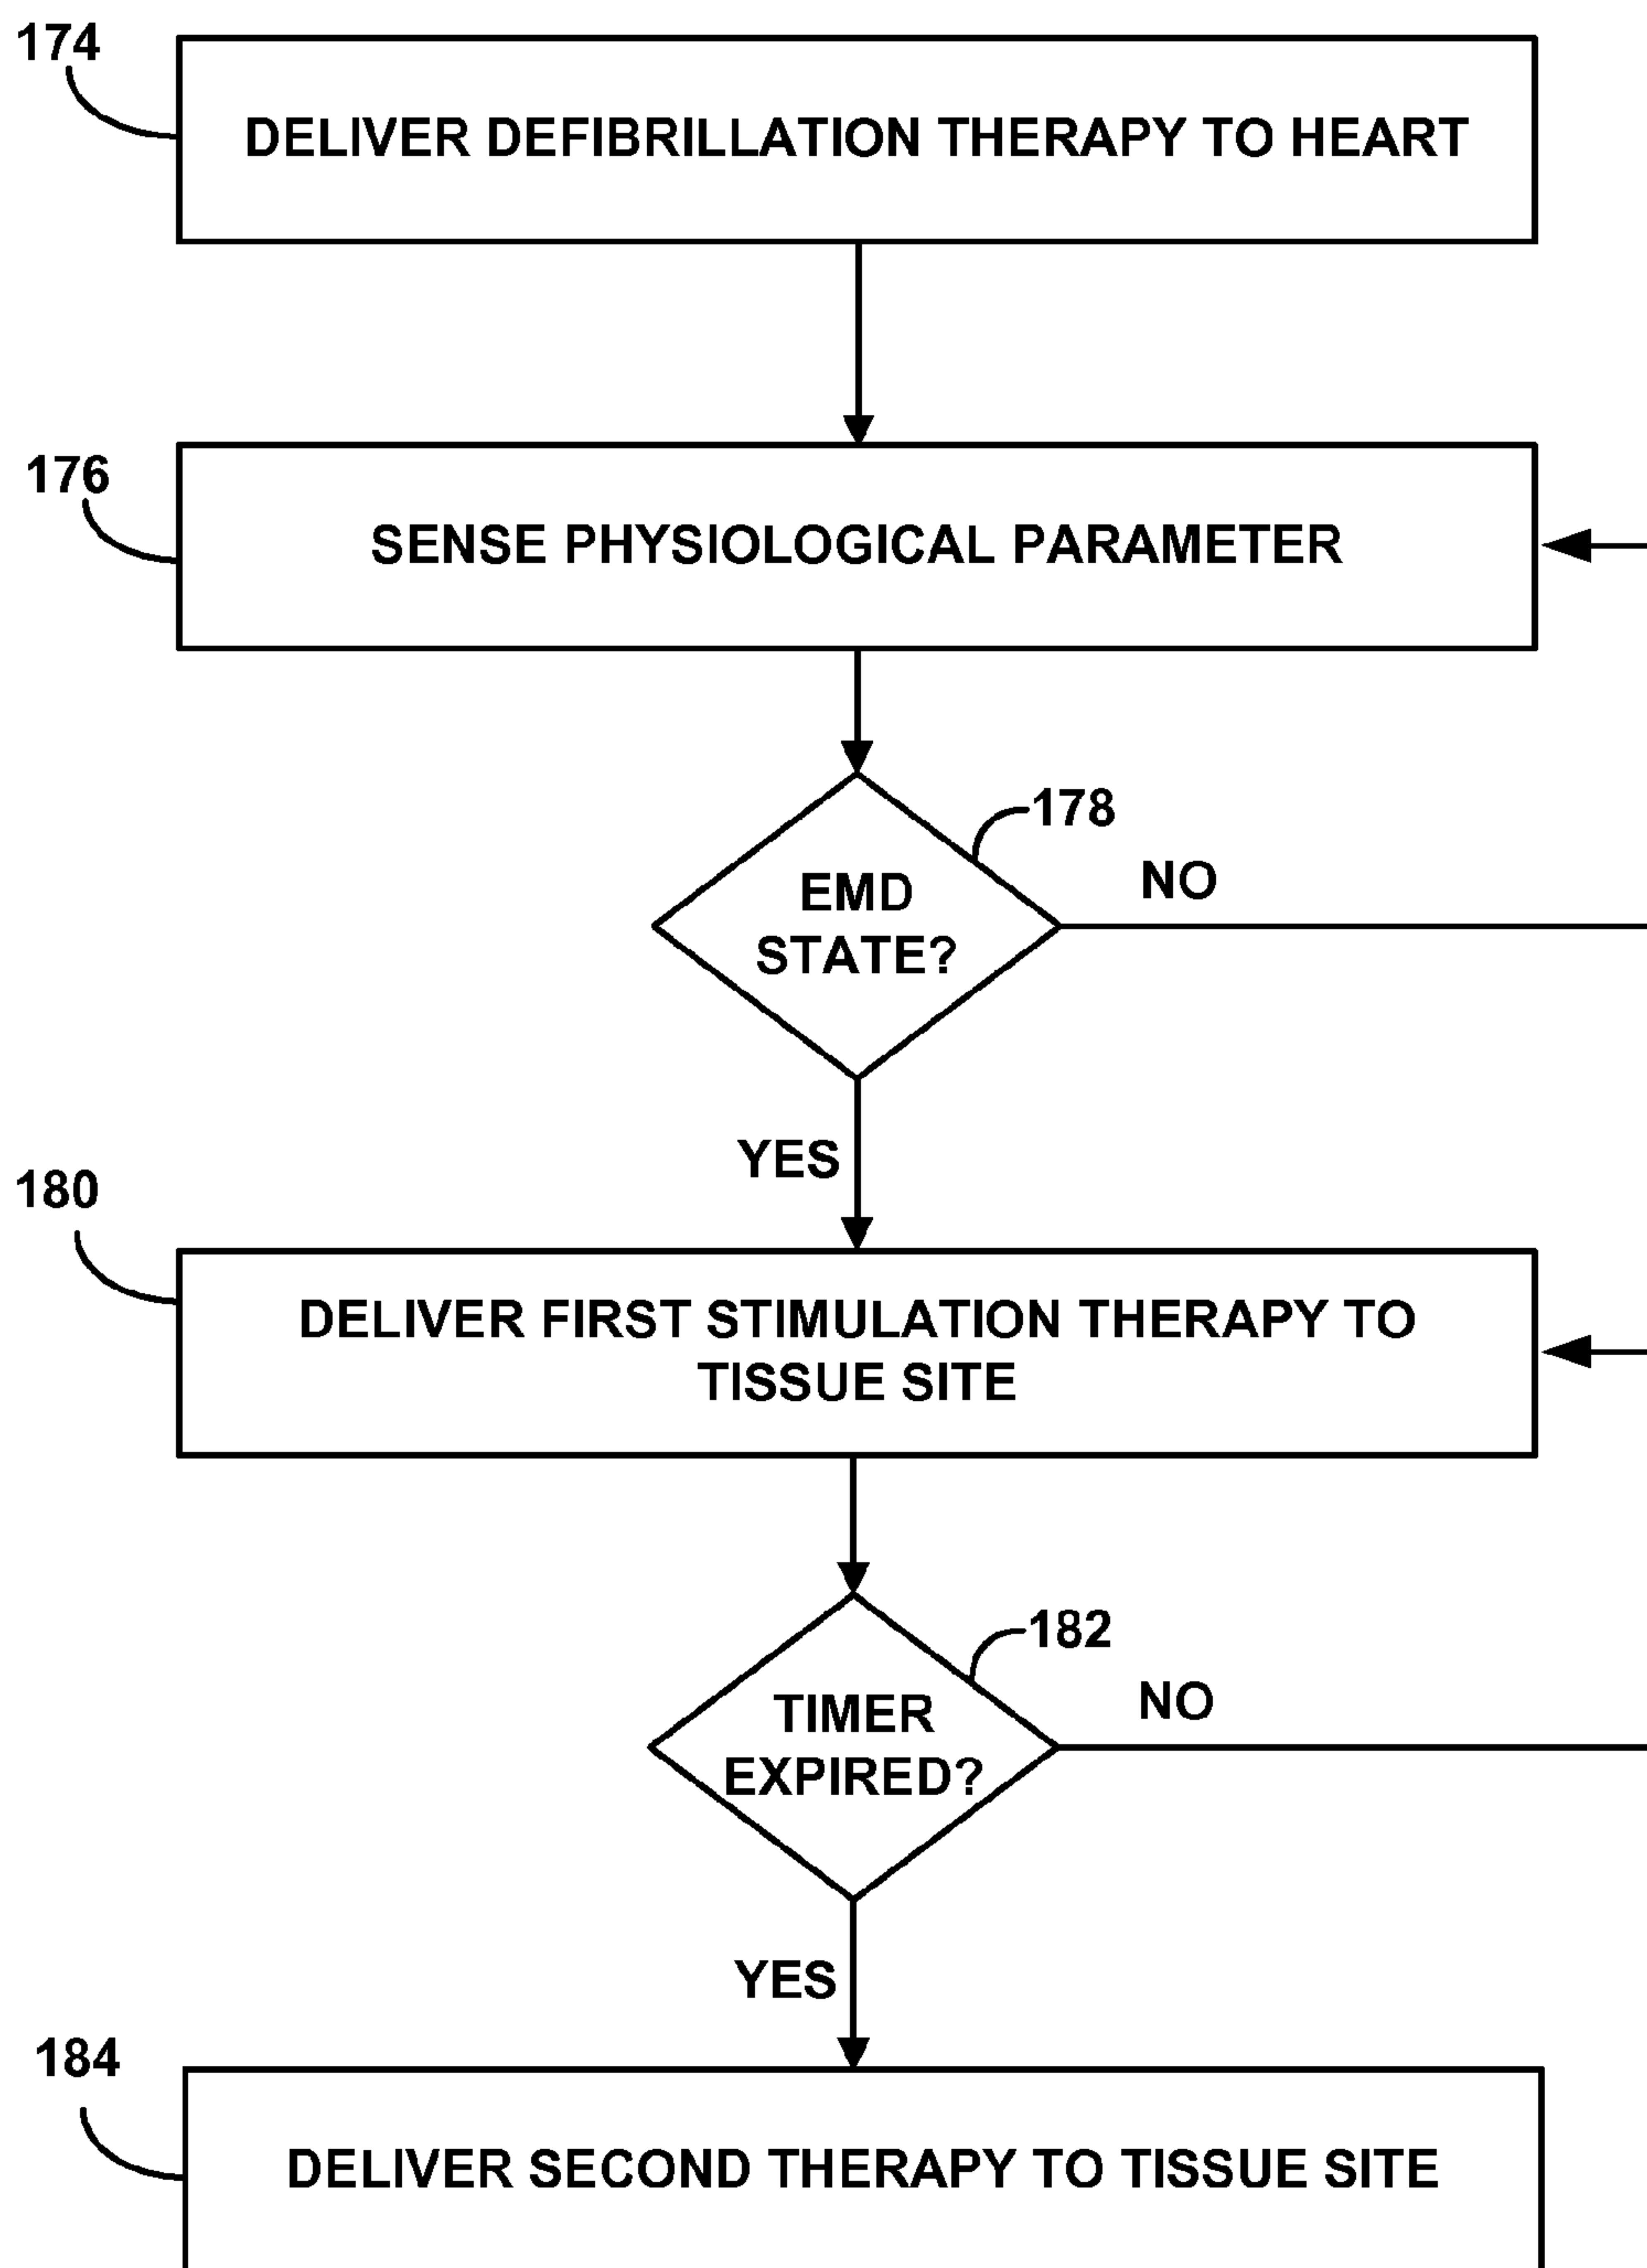 174
DELIVER DEFIBRILLATION THERAPY TO HEART
176
SENSE PHYSIOLOGICAL PARAMETER
178
NO
EMD
STATE?
YES
180
DELIVER FIRST STIMULATION THERAPY TO
TISSUE SITE
182
NO
TIMER
EXPIRED?
YES
184
DELIVER SECOND THERAPY TO TISSUE SITE